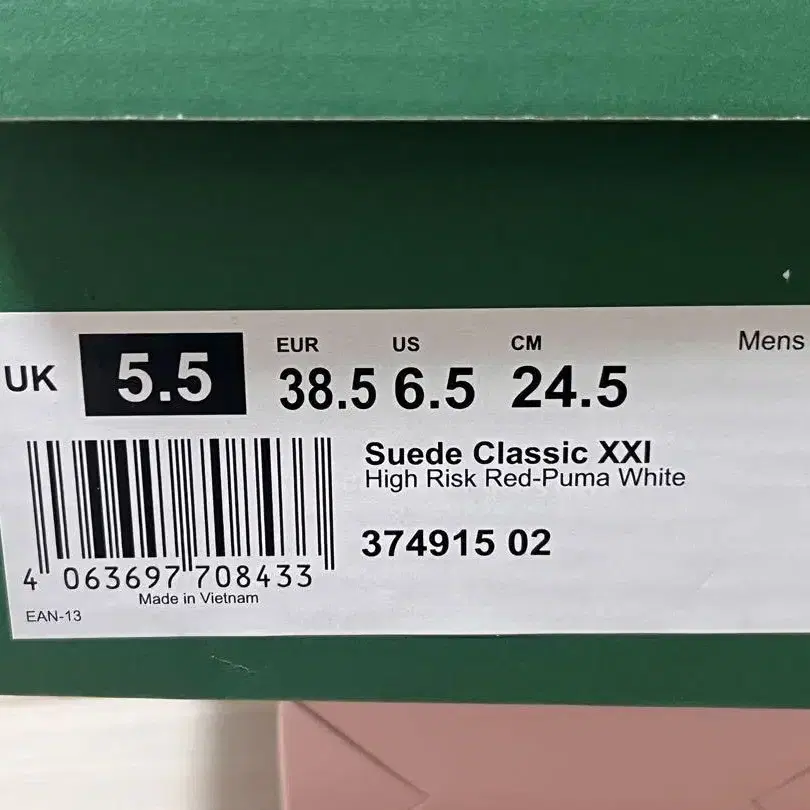 UK 5.5 EUR 38.5 US 6.5 CM 24.5 Mens
Suede Classic XXI
High Risk Red-Puma White
374915 02
4 063697 708433
Made in Vietnam
EAN-13